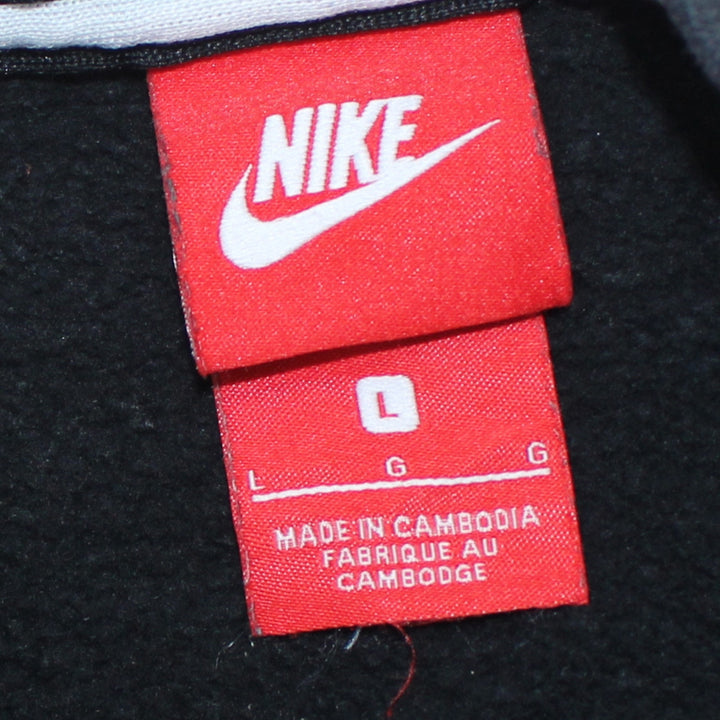 NIKE
L
L G G
MADE IN CAMBODIA
FABRIQUE AU
CAMBODGE